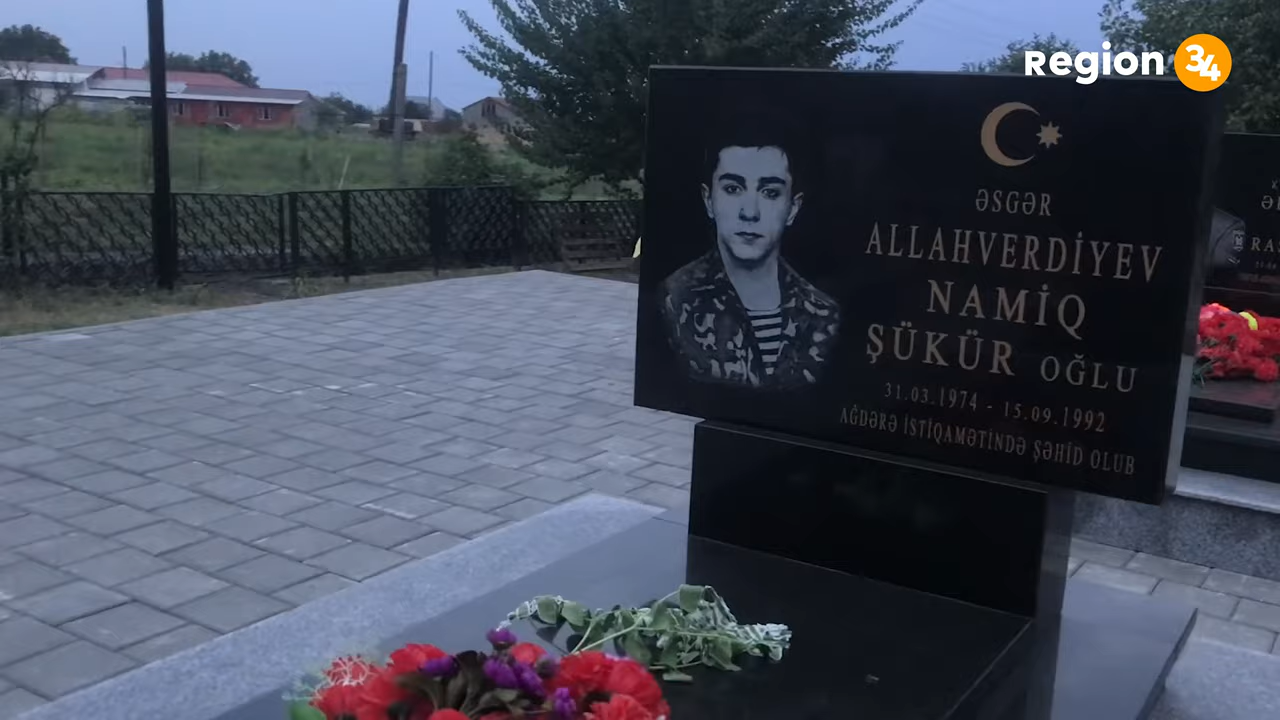 Region 34
ƏSGƏR
ALLAHVERDİYEV
NAMİQ
ŞÜKÜR OĞLU
31.03.1974 - 15.09.1992
AĞDƏRƏ İSTİQAMƏTİNDƏ ŞƏHİD OLUB